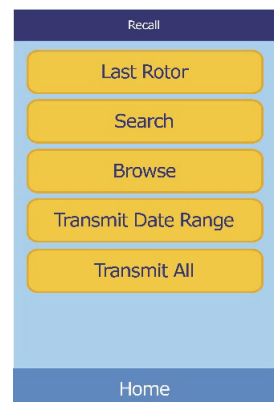 Recall
Last Rotor
Search
Browse
Transmit Date Range
Transmit All
Home